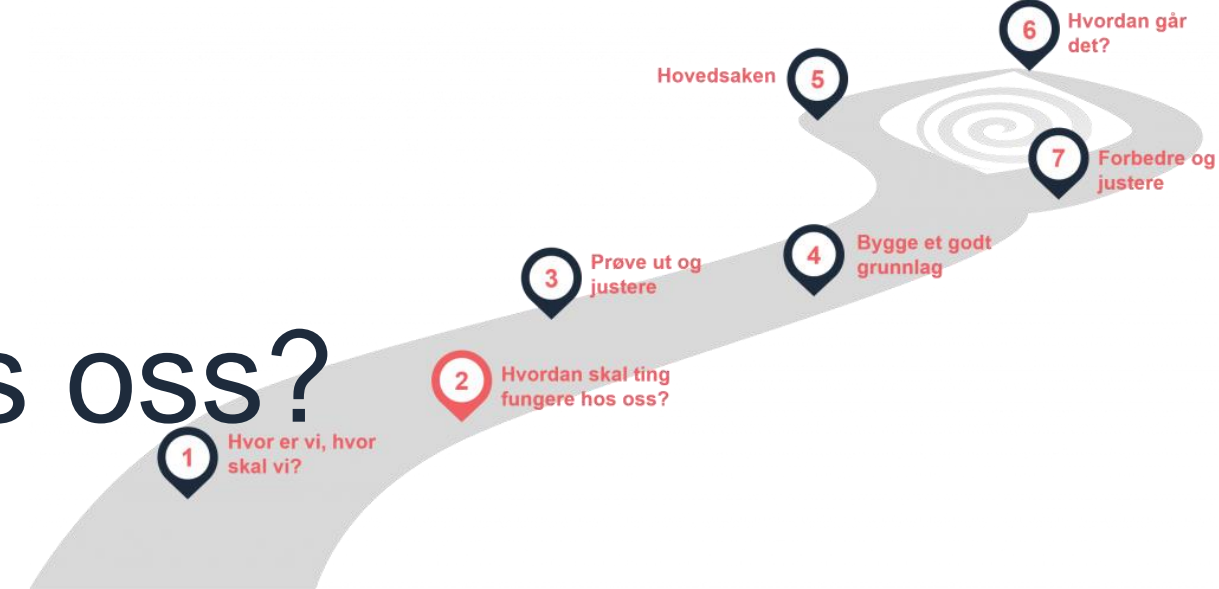 6
Hvordan går
det?
Hovedsaken
5
7
Forbedre og
justere
4
Bygge et godt
grunnlag
3
Prøve ut og
justere
s oss?
2
Hvordan skal ting
fungere hos oss?
1
Hvor er vi, hvor
skal vi?